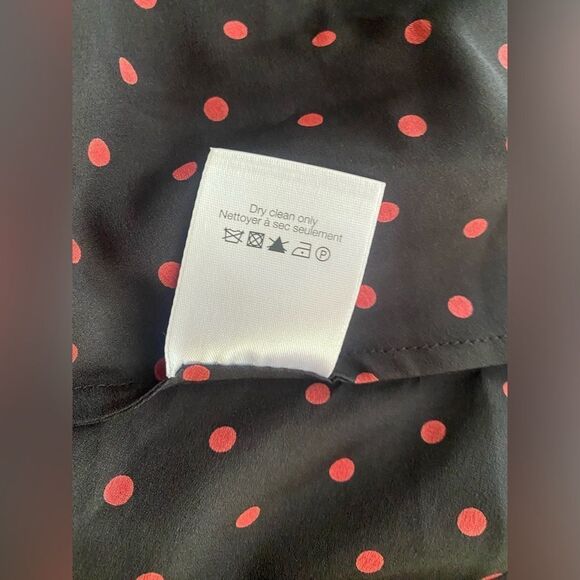 Dry clean only
Nettoyer à sec seulement
P